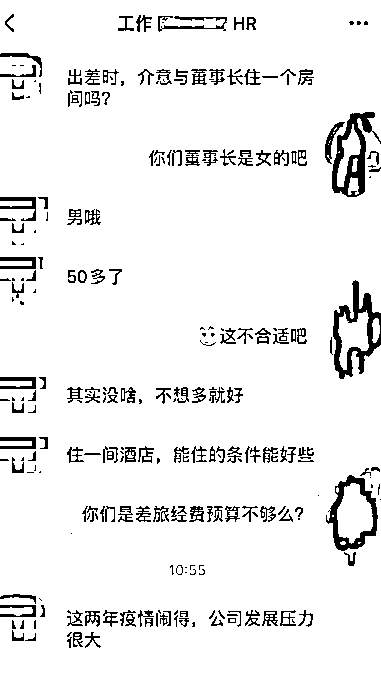 工作 HR
出差时，介意与董事长住一个房
间吗？
你们董事长是女的吧
男哦
50多了
这不合适吧
其实没啥，不想多就好
住一间酒店，能住的条件能好些
你们是差旅经费预算不够么？
10:55
这两年疫情闹得，公司发展压力
很大